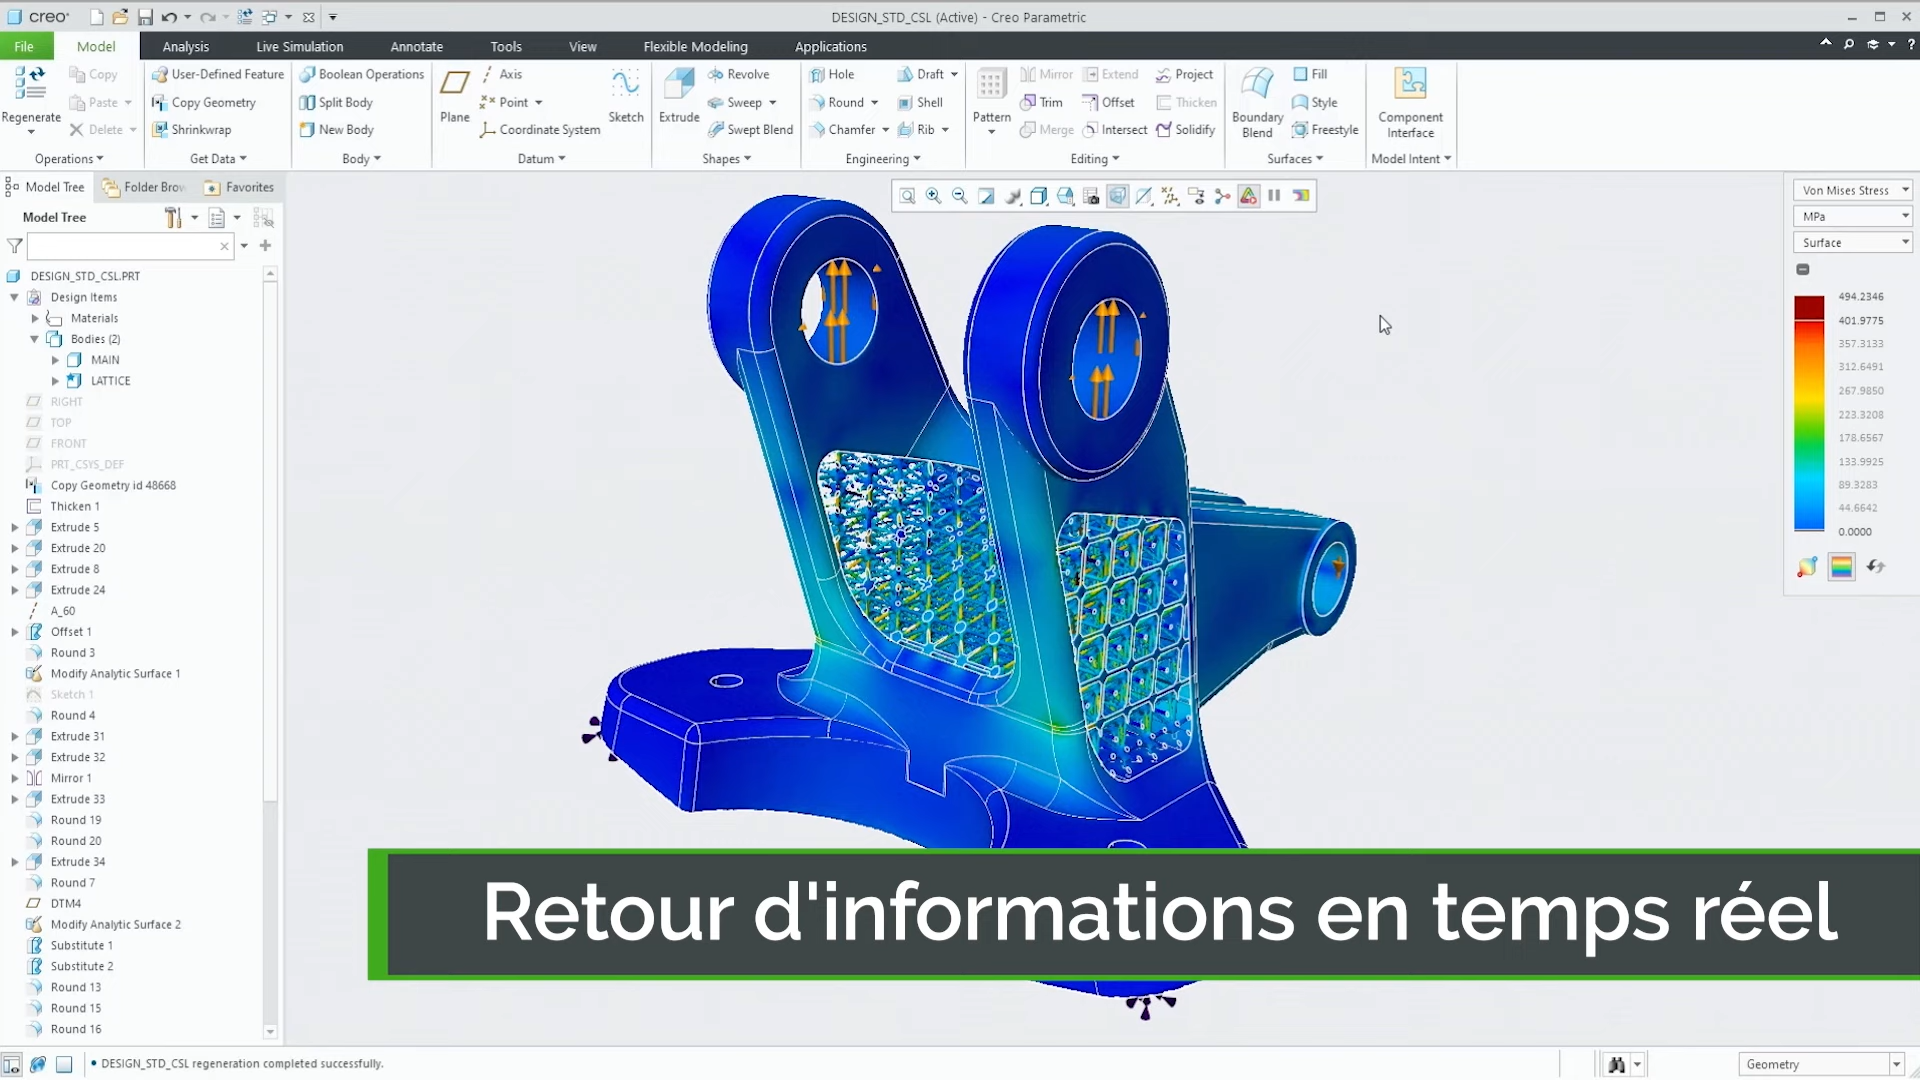 creo
DESIGN_STD_CSL (Active) - Creo Parametric
File
Model
Analysis
Live Simulation
Annotate
Tools
View
Flexible Modeling
Applications
Regenerate
Copy
Paste
Delete
Operations
User-Defined Feature
Copy Geometry
Shrinkwrap
Get Data
Boolean Operations
Split Body
New Body
Body
Plane
Axis
Point
Coordinate System
Sketch
Datum
Extrude
Revolve
Sweep
Swept Blend
Shapes
Hole
Round
Chamfer
Draft
Shell
Rib
Engineering
Pattern
Mirror
Trim
Merge
Extend
Offset
Intersect
Project
Thicken
Solidify
Editing
Boundary
Blend
Fill
Style
Freestyle
Surfaces
Component
Interface
Model Intent
Model Tree
Folder Brow
Favorites
Model Tree
DESIGN_STD_CSL.PRT
Design Items
Materials
Bodies (2)
MAIN
LATTICE
RIGHT
TOP
FRONT
PRT_CSYS_DEF
Copy Geometry id 48668
Thicken 1
Extrude 5
Extrude 20
Extrude 8
Extrude 24
A_60
Offset 1
Round 3
Modify Analytic Surface 1
Sketch 1
Round 4
Extrude 31
Extrude 32
Mirror 1
Extrude 33
Round 19
Round 20
Extrude 34
Round 7
DTM4
Modify Analytic Surface 2
Substitute 1
Substitute 2
Round 13
Round 15
Round 16
Von Mises Stress
MPa
Surface
494.2346
401.9775
357.3133
312.6491
267.9850
223.3208
178.6567
133.9925
89.3283
44.6642
0.0000
Retour d'informations en temps réel
DESIGN_STD_CSL regeneration completed successfully.
Geometry